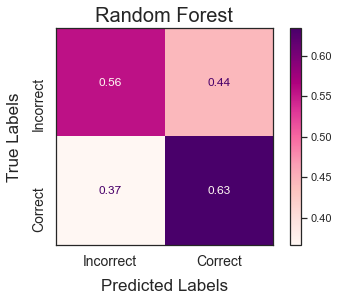 Random Forest
True Labels
Incorrect
0.56
0.44
Correct
0.37
0.63
Incorrect
Correct
Predicted Labels
0.60
0.55
0.50
0.45
0.40